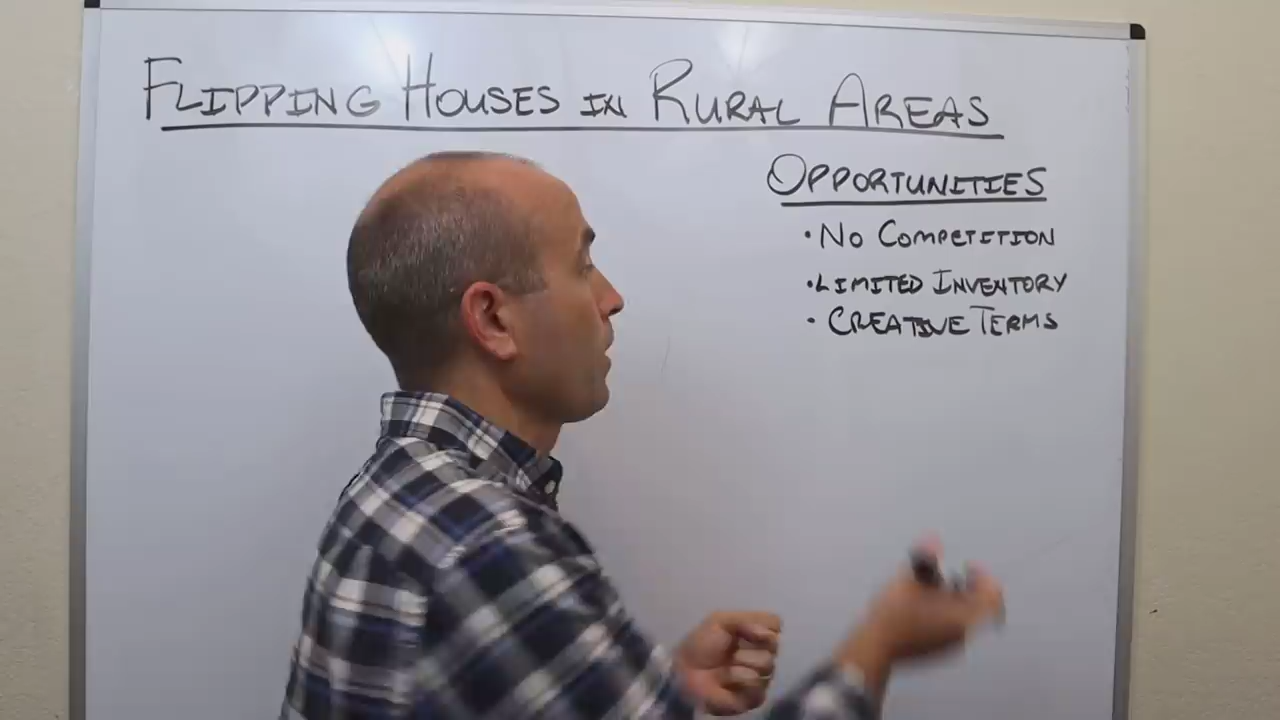 FLIPPING HOUSES IN RURAL AREAS
OPPORTUNITIES
• NO COMPETITION
• LIMITED INVENTORY
• CREATIVE TERMS